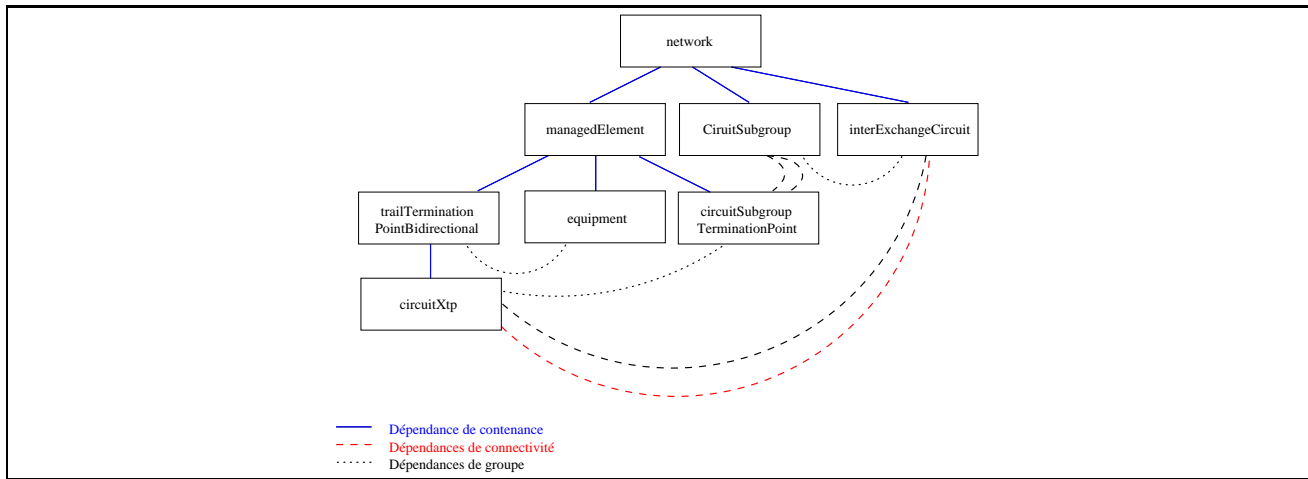 network
managedElement
CiruitSubgroup
interExchangeCircuit
trailTermination
PointBidirectional
equipment
circuitSubgroup
TerminationPoint
circuitXtp
Dépendance de contenance
Dépendances de connectivité
Dépendances de groupe